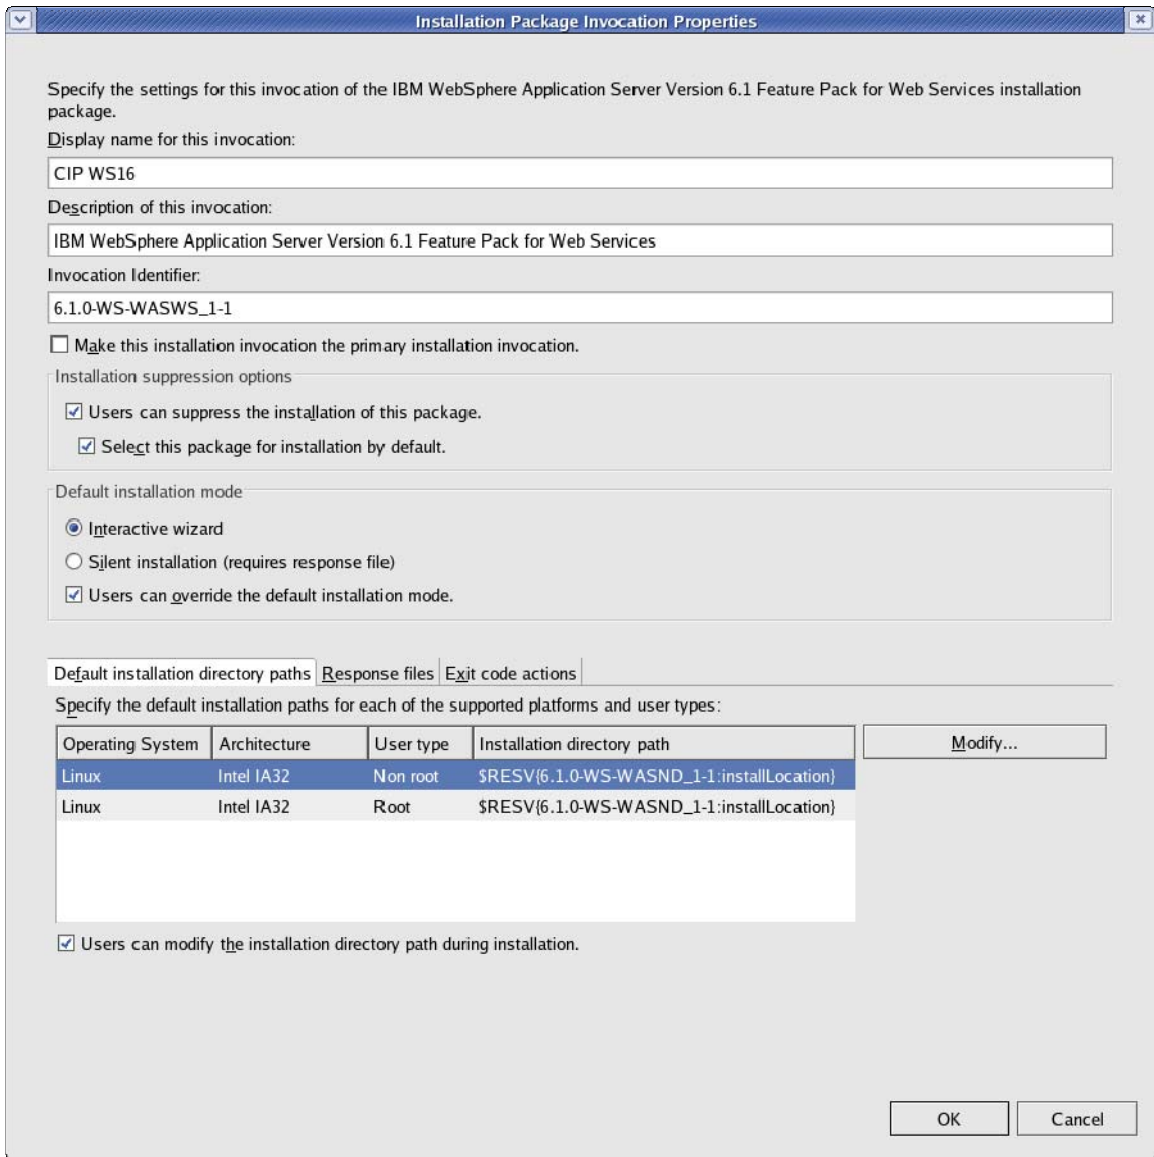 Installation Package Invocation Properties
Specify the settings for this invocation of the IBM WebSphere Application Server Version 6.1 Feature Pack for Web Services installation
package.
Display name for this invocation:
CIP WS16
Description of this invocation:
IBM WebSphere Application Server Version 6.1 Feature Pack for Web Services
Invocation Identifier:
6.1.0-WS-WASWS_1-1
Make this installation invocation the primary installation invocation.
Installation suppression options
Users can suppress the installation of this package.
Select this package for installation by default.
Default installation mode
Interactive wizard
Silent installation (requires response file)
Users can override the default installation mode.
Default installation directory paths Response files Exit code actions
Specify the default installation paths for each of the supported platforms and user types:
Operating System Architecture User type Installation directory path Modify...
Linux Intel IA32 Non root $RESV{6.1.0-WS-WASND_1-1:installLocation}
Linux Intel IA32 Root $RESV{6.1.0-WS-WASND_1-1:installLocation}
Users can modify the installation directory path during installation.
OK Cancel